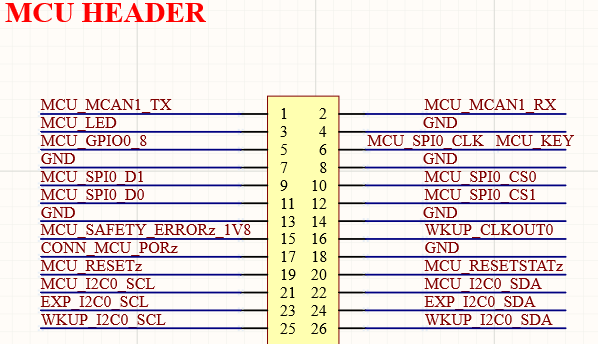 MCU HEADER
MCU_MCAN1_TX 1 2 MCU_MCAN1_RX
MCU_LED 3 4 GND
MCU_GPIO0_8 5 6 MCU_SPI0_CLK MCU_KEY
GND 7 8 GND
MCU_SPI0_D1 9 10 MCU_SPI0_CS0
MCU_SPI0_D0 11 12 MCU_SPI0_CS1
GND 13 14 GND
MCU_SAFETY_ERRORz_1V8 15 16 WKUP_CLKOUT0
CONN_MCU_PORz 17 18 GND
MCU_RESETz 19 20 MCU_RESETSTATz
MCU_I2C0_SCL 21 22 MCU_I2C0_SDA
EXP_I2C0_SCL 23 24 EXP_I2C0_SDA
WKUP_I2C0_SCL 25 26 WKUP_I2C0_SDA